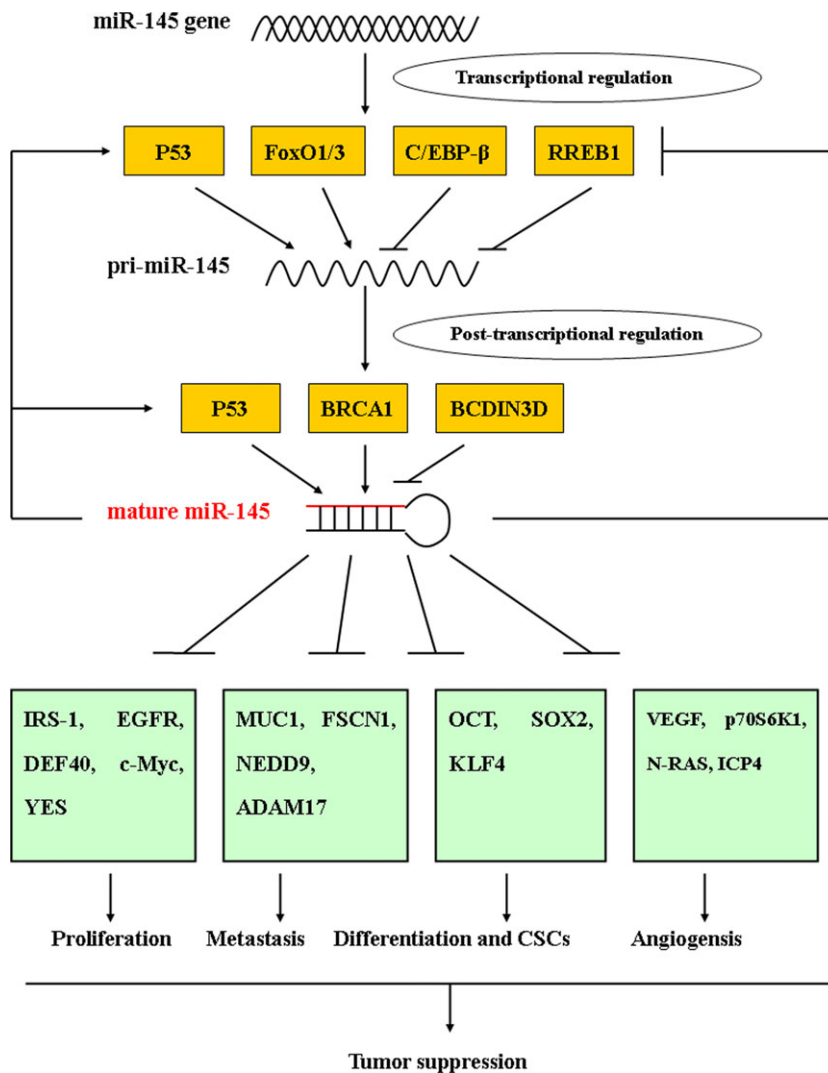 miR-145 gene
Transcriptional regulation
P53
FoxO1/3
C/EBP-β
RREB1
pri-miR-145
Post-transcriptional regulation
P53
BRCA1
BCDIN3D
mature miR-145
IRS-1, EGFR,
DEF40, c-Myc,
YES
MUC1, FSCN1,
NEDD9,
ADAM17
OCT, SOX2,
KLF4
VEGF, p70S6K1,
N-RAS, ICP4
Proliferation
Metastasis
Differentiation and CSCs
Angiogensis
Tumor suppression